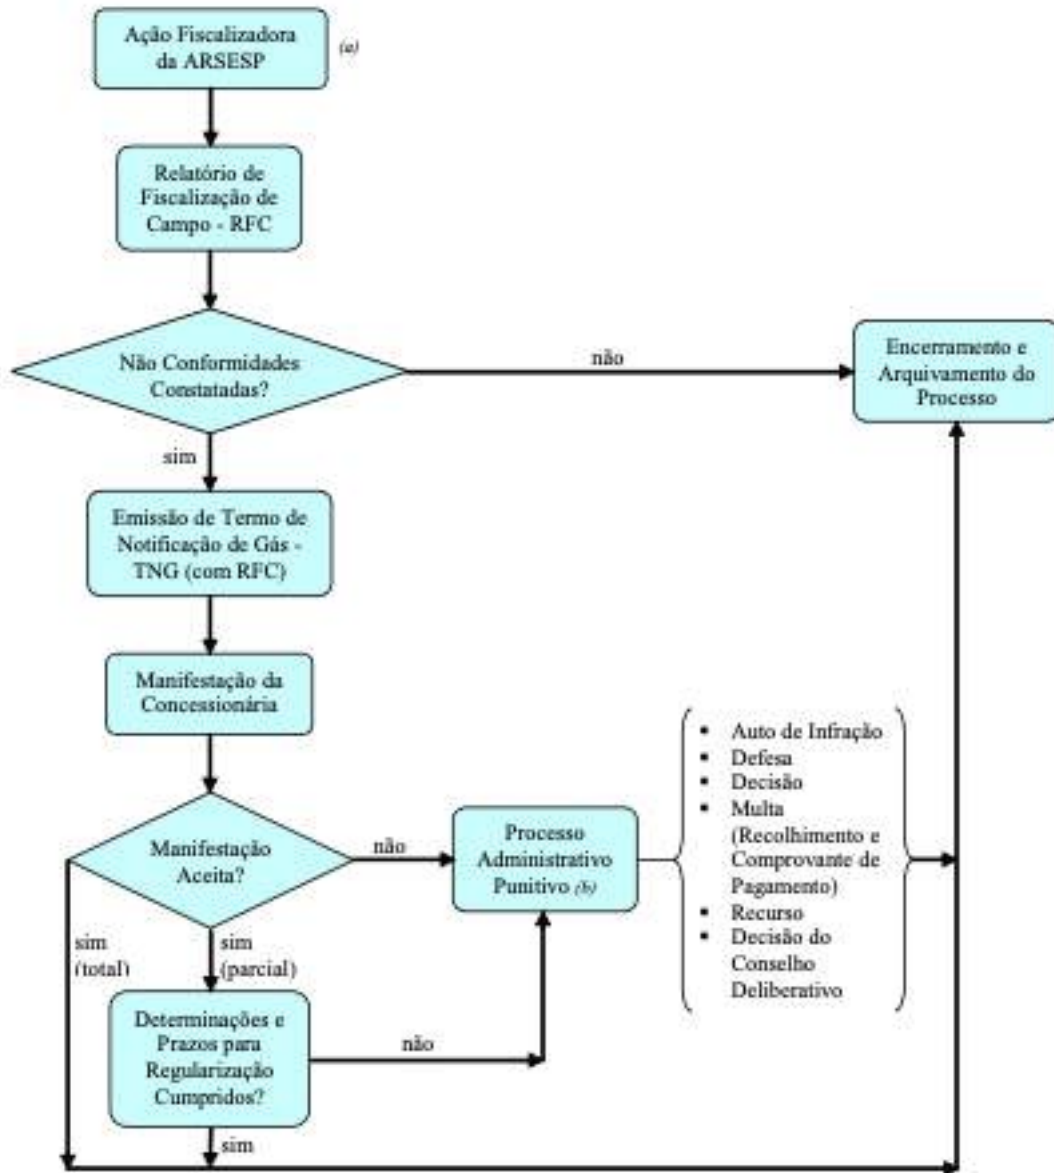 Ação Fiscalizadora
da ARSESP
(a)
Relatório de
Fiscalização de
Campo - RFC
Não Conformidades
Constatadas?
não
Encerramento e
Arquivamento do
Processo
sim
Emissão de Termo de
Notificação de Gás -
TNG (com RFC)
Manifestação da
Concessionária
Manifestação
Aceita?
não
Processo
Administrativo
Punitivo (b)
▪ Auto de Infração
▪ Defesa
▪ Decisão
▪ Multa
(Recolhimento e
Comprovante de
Pagamento)
▪ Recurso
▪ Decisão do
Conselho
Deliberativo
sim
(total)
sim
(parcial)
Determinações e
Prazos para
Regularização
Cumpridos?
não
sim